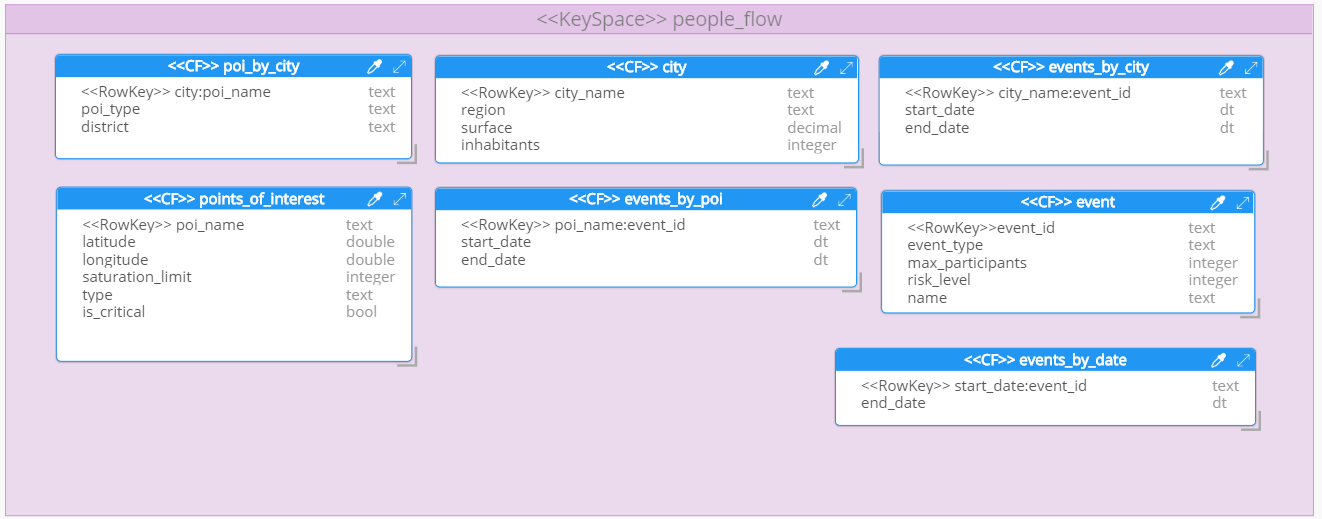 <<KeySpace>> people_flow
<<CF>> poi_by_city
<<RowKey>> city:poi_name text
poi_type text
district text
<<CF>> city
<<RowKey>> city_name text
region text
surface decimal
inhabitants integer
<<CF>> events_by_city
<<RowKey>> city_name:event_id text
start_date dt
end_date dt
<<CF>> points_of_interest
<<RowKey>> poi_name text
latitude double
longitude double
saturation_limit integer
type text
is_critical bool
<<CF>> events_by_poi
<<RowKey>> poi_name:event_id text
start_date dt
end_date dt
<<CF>> event
<<RowKey>>event_id text
event_type text
max_participants integer
risk_level integer
name text
<<CF>> events_by_date
<<RowKey>> start_date:event_id text
end_date dt